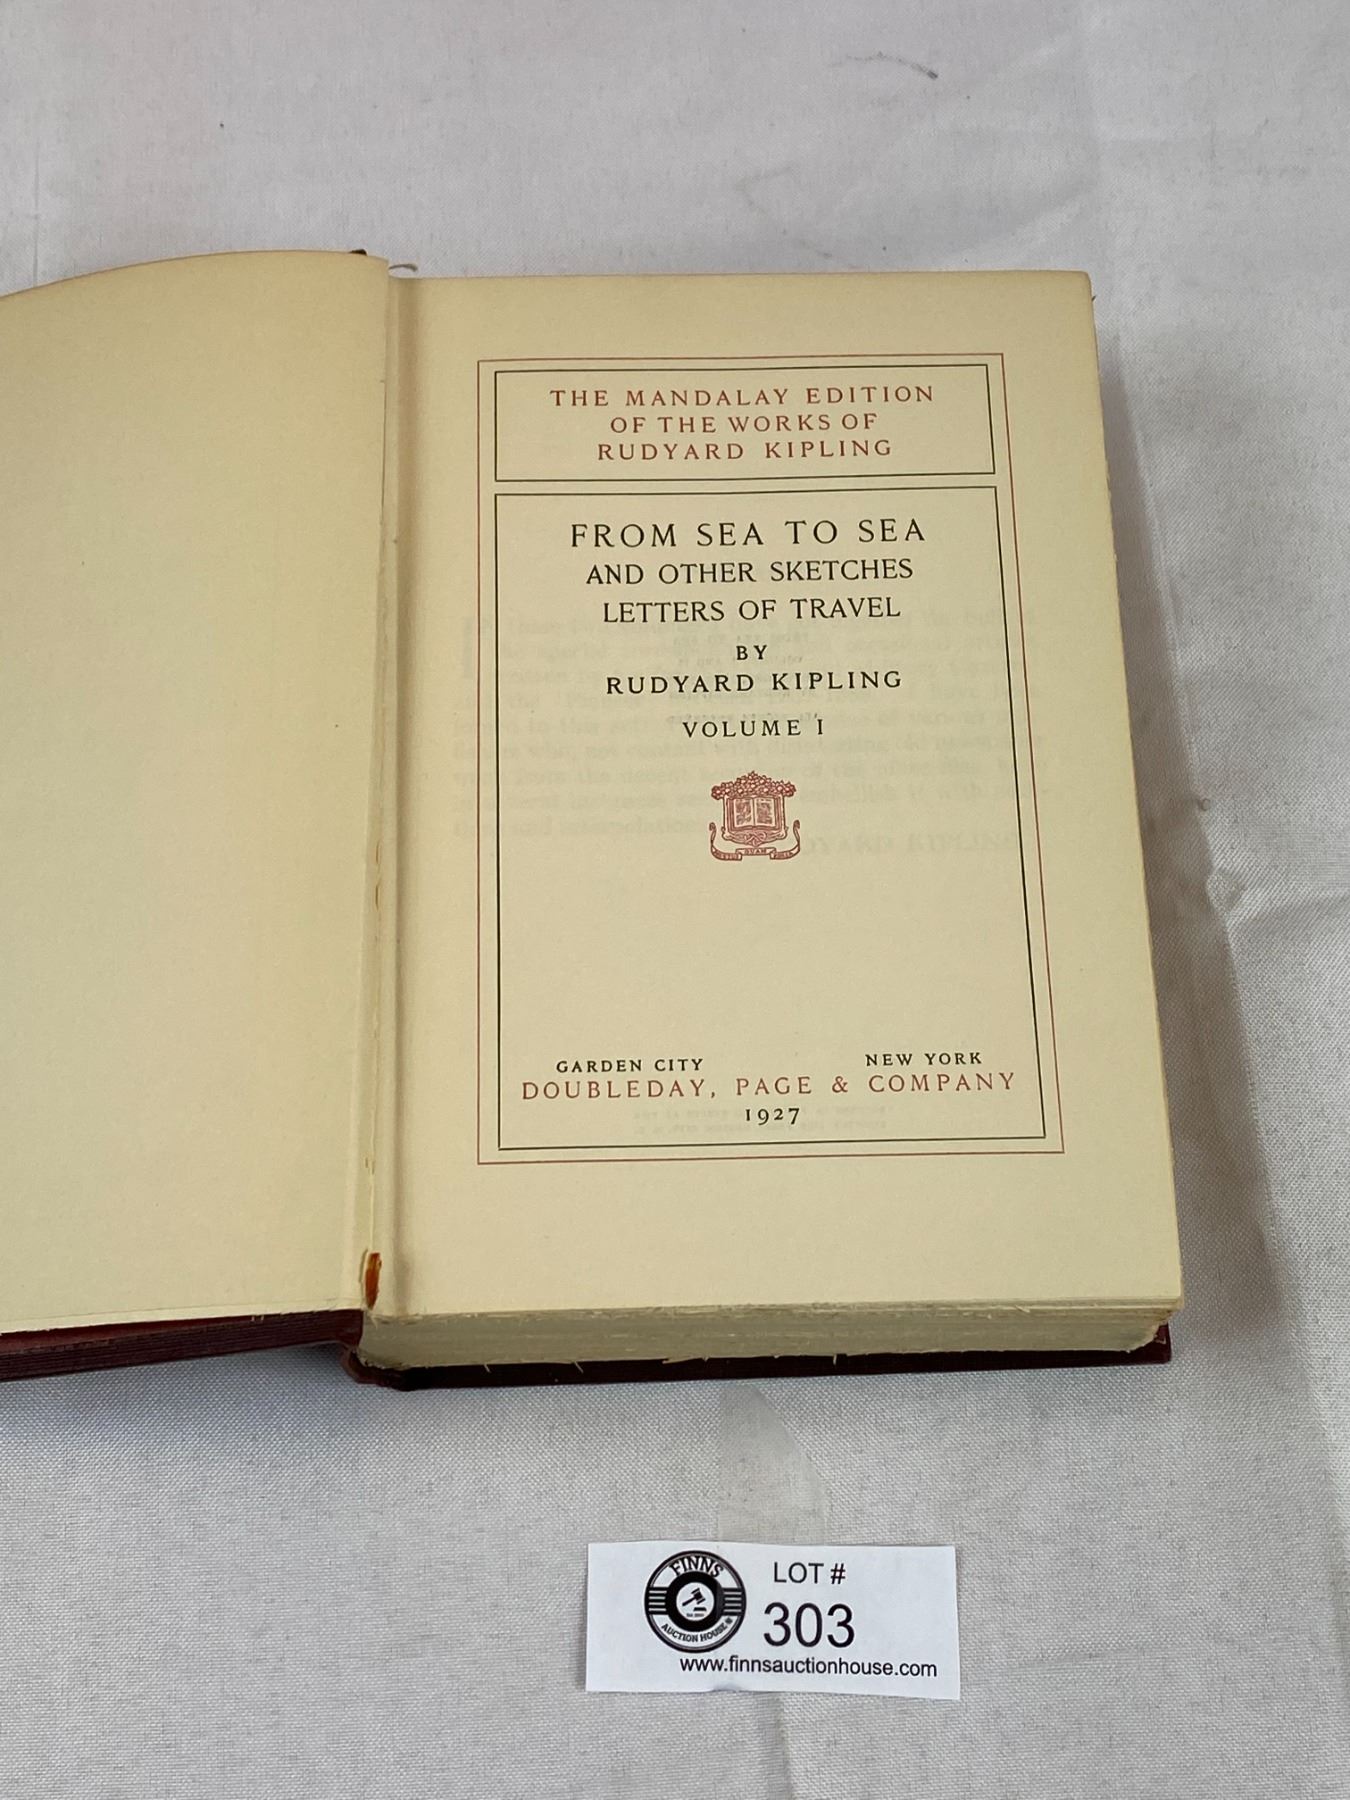 THE MANDALAY EDITION
OF THE WORKS OF
RUDYARD KIPLING
FROM SEA TO SEA
AND OTHER SKETCHES
LETTERS OF TRAVEL
BY
RUDYARD KIPLING
VOLUME I
GARDEN CITY NEW YORK
DOUBLEDAY, PAGE & COMPANY
1927
FINNS
AUCTION HOUSE
LOT #
303
www.finnsauctionhouse.com